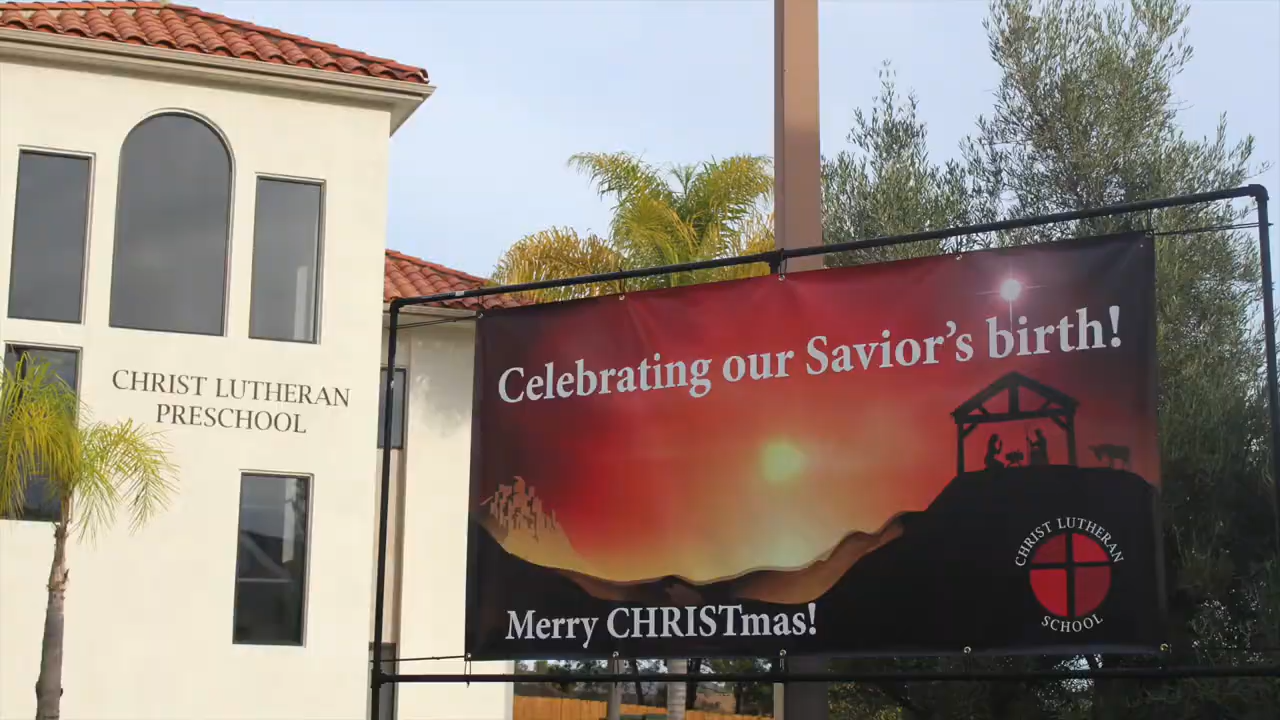 CHRIST LUTHERAN
PRESCHOOL
Celebrating our Savior's birth!
Merry CHRISTmas!
CHRIST LUTHERAN
SCHOOL